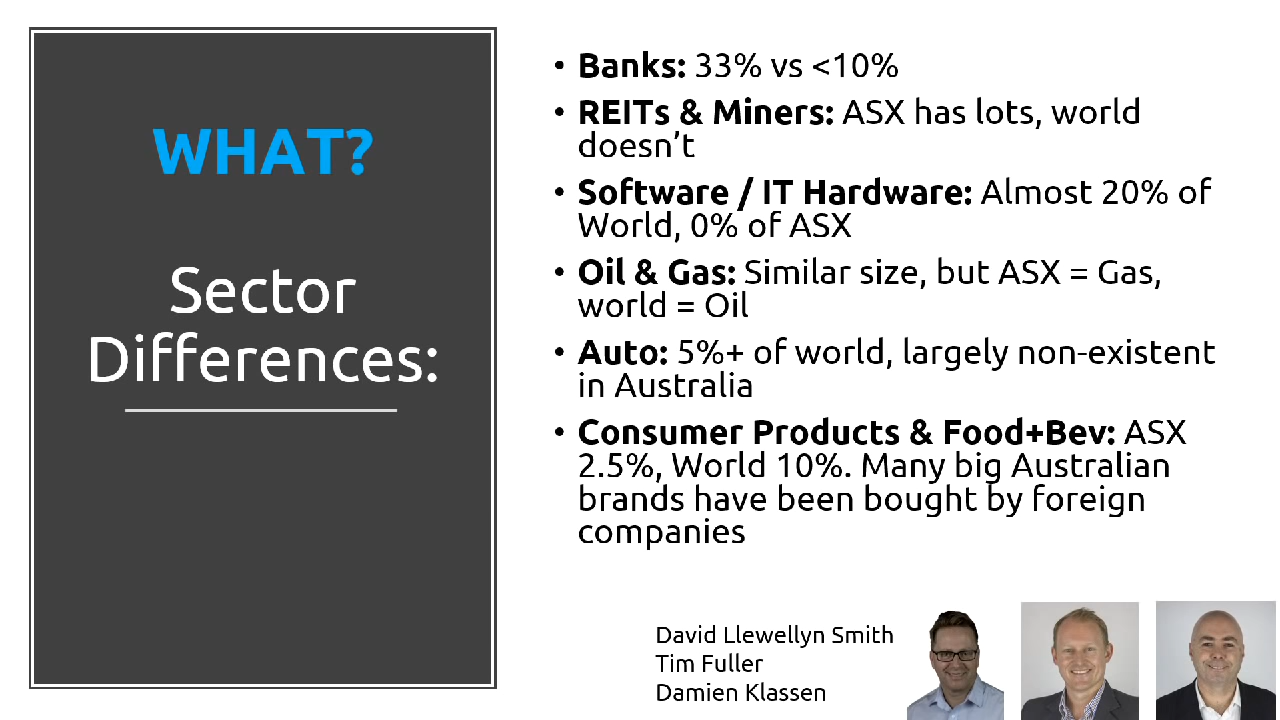 WHAT?
Sector
Differences:
• Banks: 33% vs <10%
• REITs & Miners: ASX has lots, world
doesn’t
• Software / IT Hardware: Almost 20% of
World, 0% of ASX
• Oil & Gas: Similar size, but ASX = Gas,
world = Oil
• Auto: 5%+ of world, largely non-existent
in Australia
• Consumer Products & Food+Bev: ASX
2.5%, World 10%. Many big Australian
brands have been bought by foreign
companies
David Llewellyn Smith
Tim Fuller
Damien Klassen